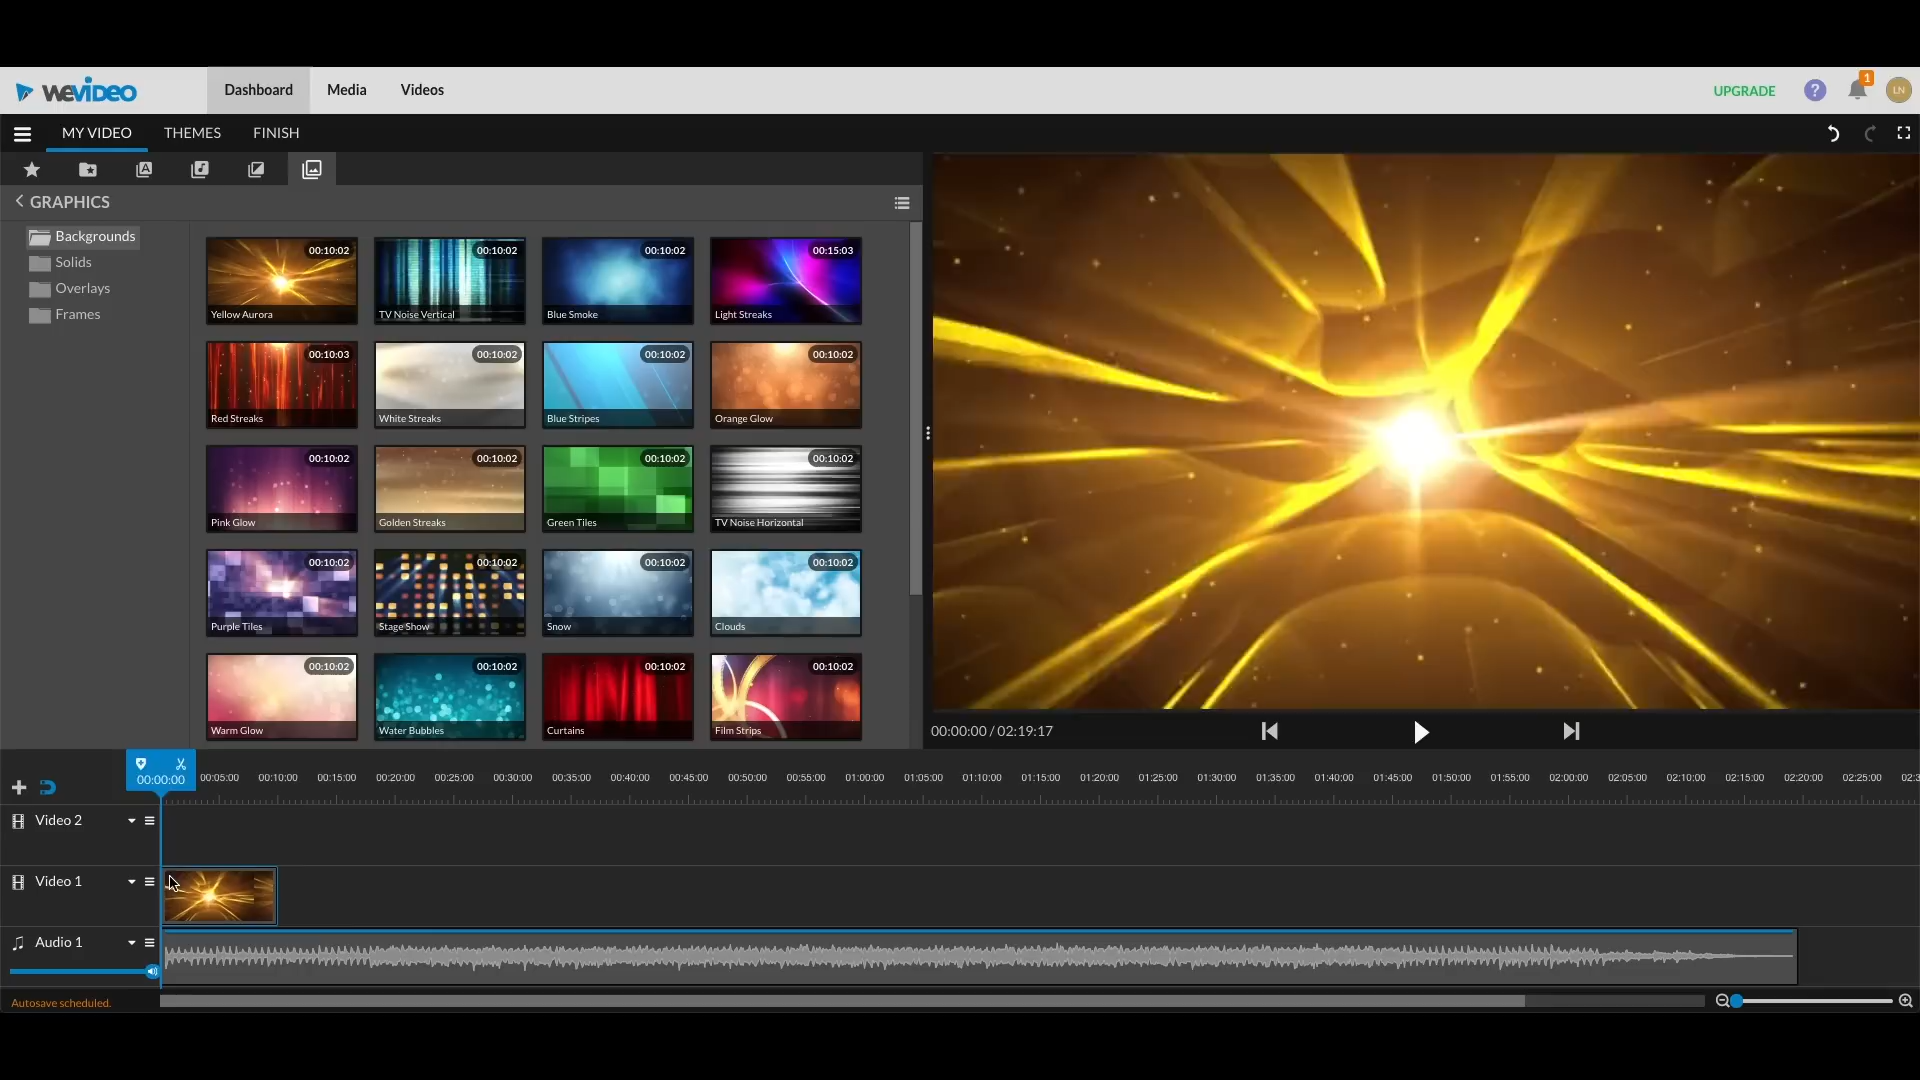 WeVIDEO Dashboard Media Videos UPGRADE ? 1 LN
MY VIDEO THEMES FINISH
GRAPHICS
Backgrounds
Solids
Overlays
Frames
00:10:02 00:10:02 00:10:02 00:15:03
Yellow Aurora TV Noise Vertical Blue Smoke Light Streaks
00:10:03 00:10:02 00:10:02 00:10:02
Red Streaks White Streaks Blue Stripes Orange Glow
00:10:02 00:10:02 00:10:02 00:10:02
Pink Glow Golden Streaks Green Tiles TV Noise Horizontal
00:10:02 00:10:02 00:10:02 00:10:02
Purple Tiles Stage Show Snow Clouds
00:10:02 00:10:02 00:10:02 00:10:02
Warm Glow Water Bubbles Curtains Film Strips
00:00:00 / 02:19:17
00:00:00 00:05:00 00:10:00 00:15:00 00:20:00 00:25:00 00:30:00 00:35:00 00:40:00 00:45:00 00:50:00 00:55:00 01:00:00 01:05:00 01:10:00 01:15:00 01:20:00 01:25:00 01:30:00 01:35:00 01:40:00 01:45:00 01:50:00 01:55:00 02:00:00 02:05:00 02:10:00 02:15:00 02:20:00 02:25:00
Video 2
Video 1
Audio 1
Autosave scheduled.